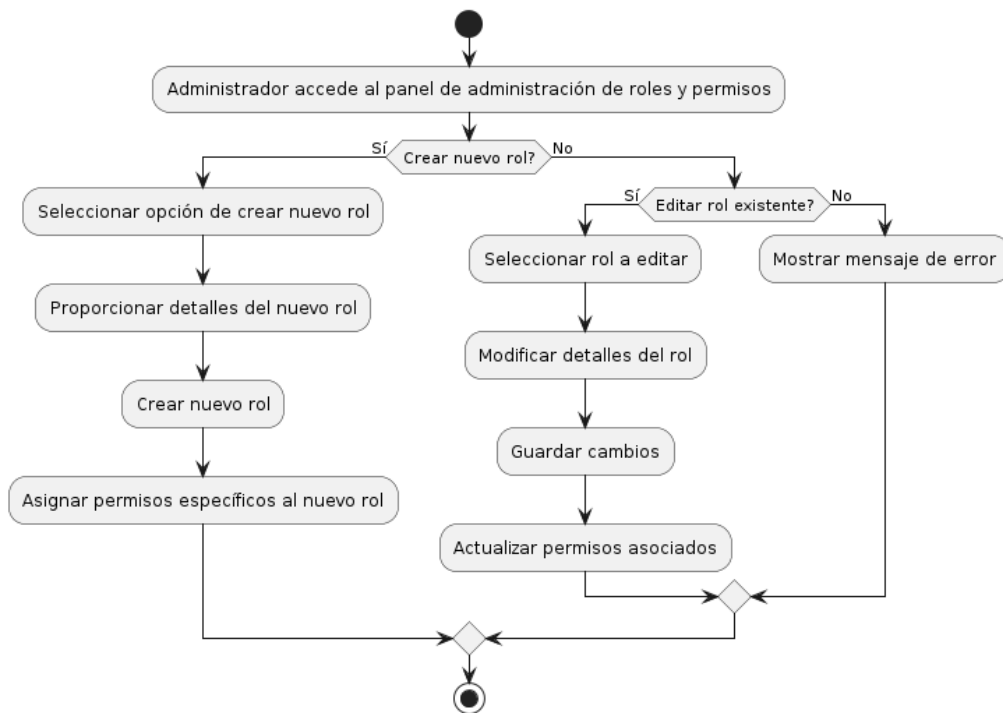 Administrador accede al panel de administración de roles y permisos
Sí
Crear nuevo rol?
No
Seleccionar opción de crear nuevo rol
Proporcionar detalles del nuevo rol
Crear nuevo rol
Asignar permisos específicos al nuevo rol
Sí
Editar rol existente?
No
Seleccionar rol a editar
Modificar detalles del rol
Guardar cambios
Actualizar permisos asociados
Mostrar mensaje de error